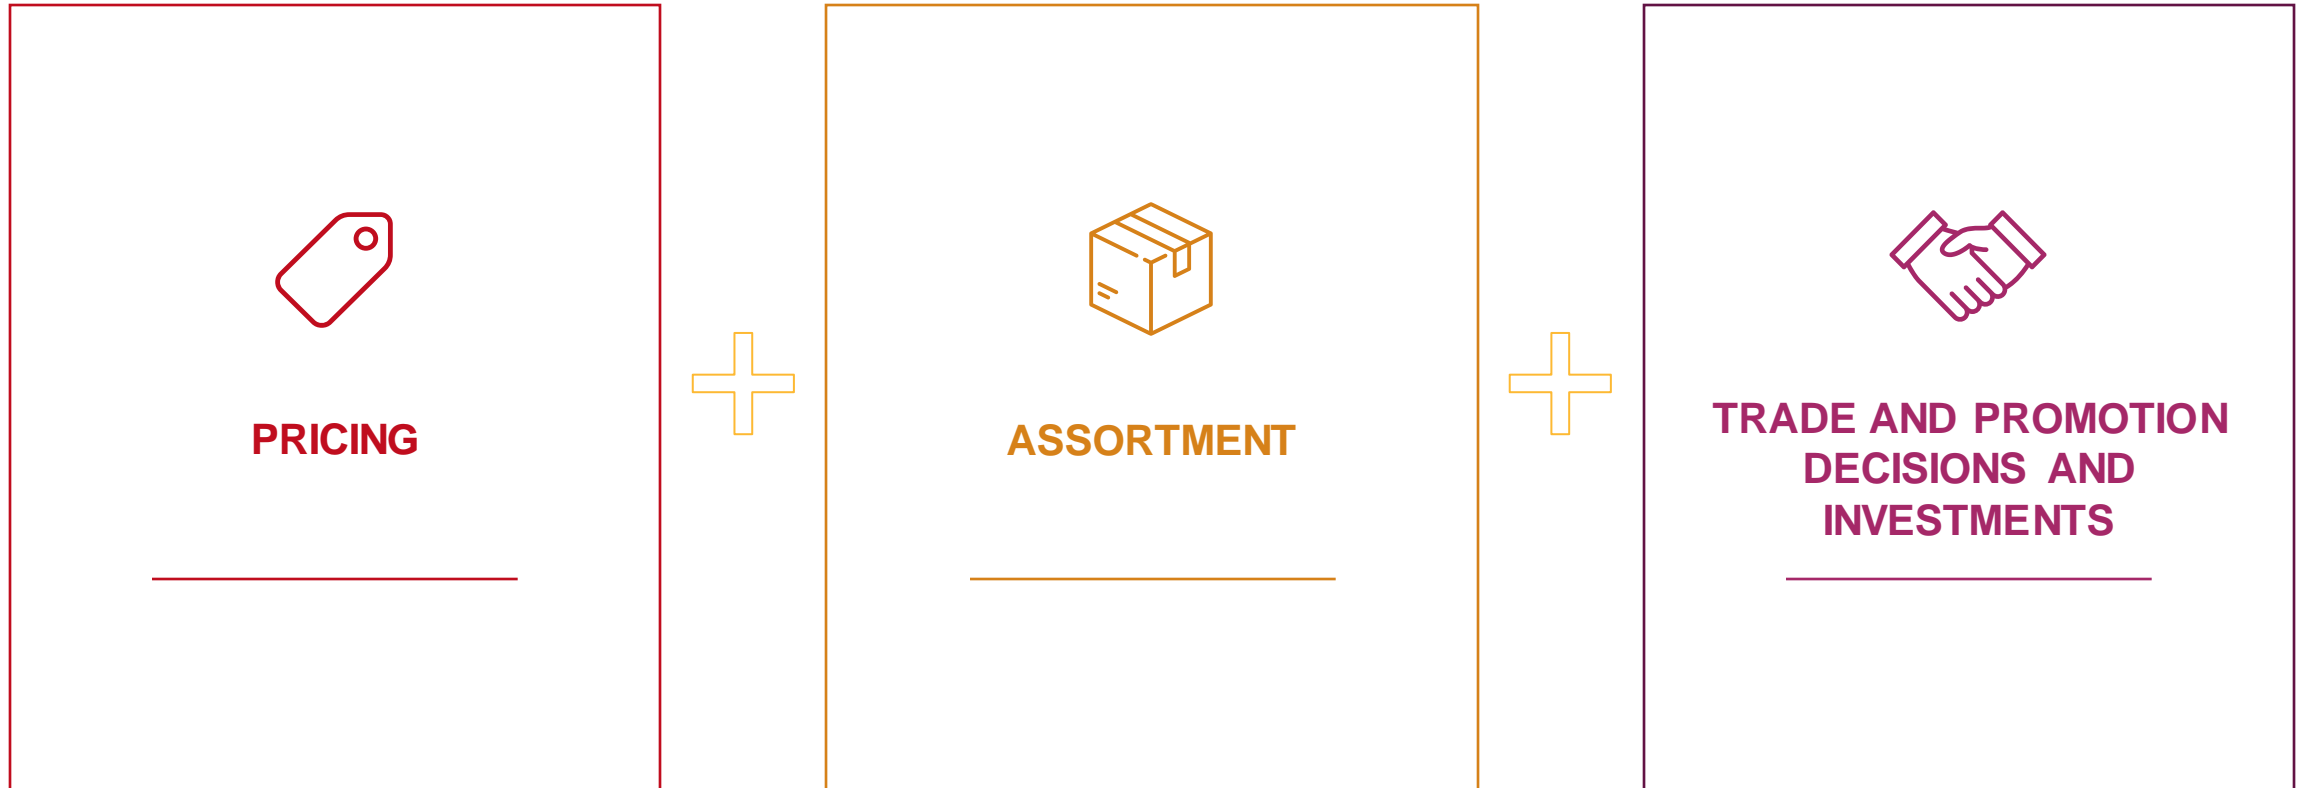 PRICING
ASSORTMENT
TRADE AND PROMOTION
DECISIONS AND
INVESTMENTS